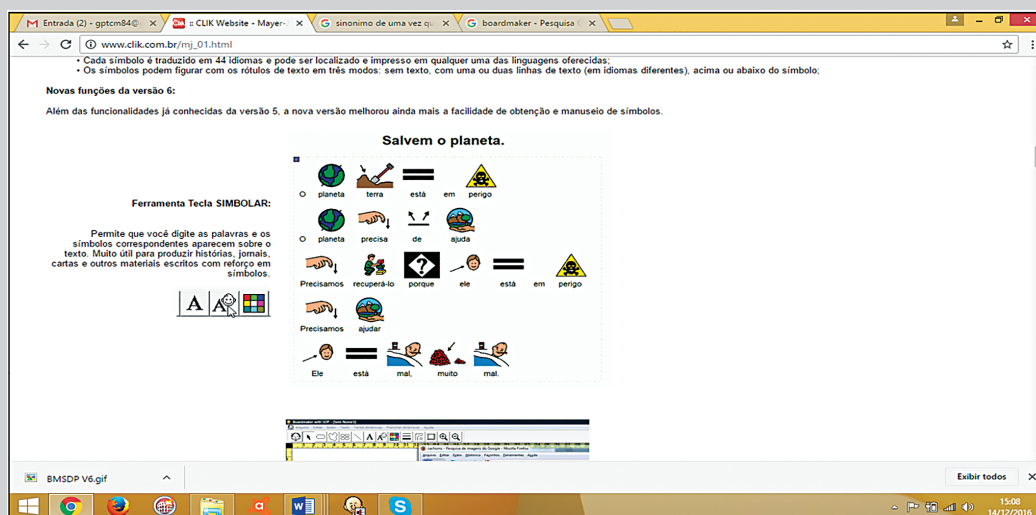 Entrada (2) - gptcm84@
:: CLIK Website - Mayer-
sinonimo de uma vez qu
boardmaker - Pesquisa
www.clik.com.br/mj_01.html
• Cada símbolo é traduzido em 44 idiomas e pode ser localizado e impresso em qualquer uma das linguagens oferecidas;
• Os símbolos podem figurar com os rótulos de texto em três modos: sem texto, com uma ou duas linhas de texto (em idiomas diferentes), acima ou abaixo do símbolo;
Novas funções da versão 6:
Além das funcionalidades já conhecidas da versão 5, a nova versão melhorou ainda mais a facilidade de obtenção e manuseio de símbolos.
Salvem o planeta.
O planeta terra está em perigo
O planeta precisa de ajuda
Precisamos recuperá-lo porque ele está em perigo
Precisamos ajudar
Ele está mal, muito mal.
Ferramenta Tecla SIMBOLAR:
Permite que você digite as palavras e os
símbolos correspondentes aparecem sobre o
texto. Muito útil para produzir histórias, jornais,
cartas e outros materiais escritos com reforço em
símbolos.
A A
BMSDP V6.gif
Exibir todos
15:08
14/12/2016